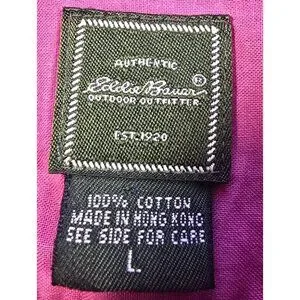 AUTHENTIC
Eddie Bauer ®
OUTDOOR OUTFITTER
EST. 1920
100% COTTON
MADE IN HONG KONG
SEE SIDE FOR CARE
L